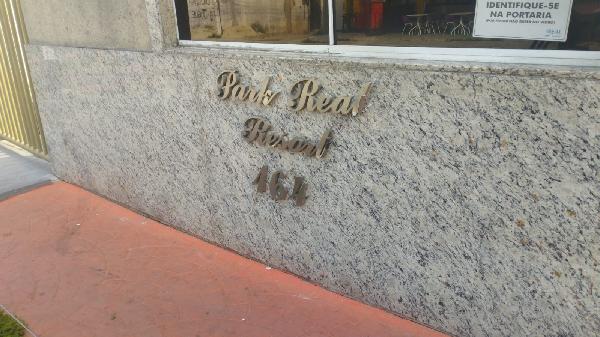 IDENTIFIQUE-SE
NA PORTARIA
Park Real
Resort
464